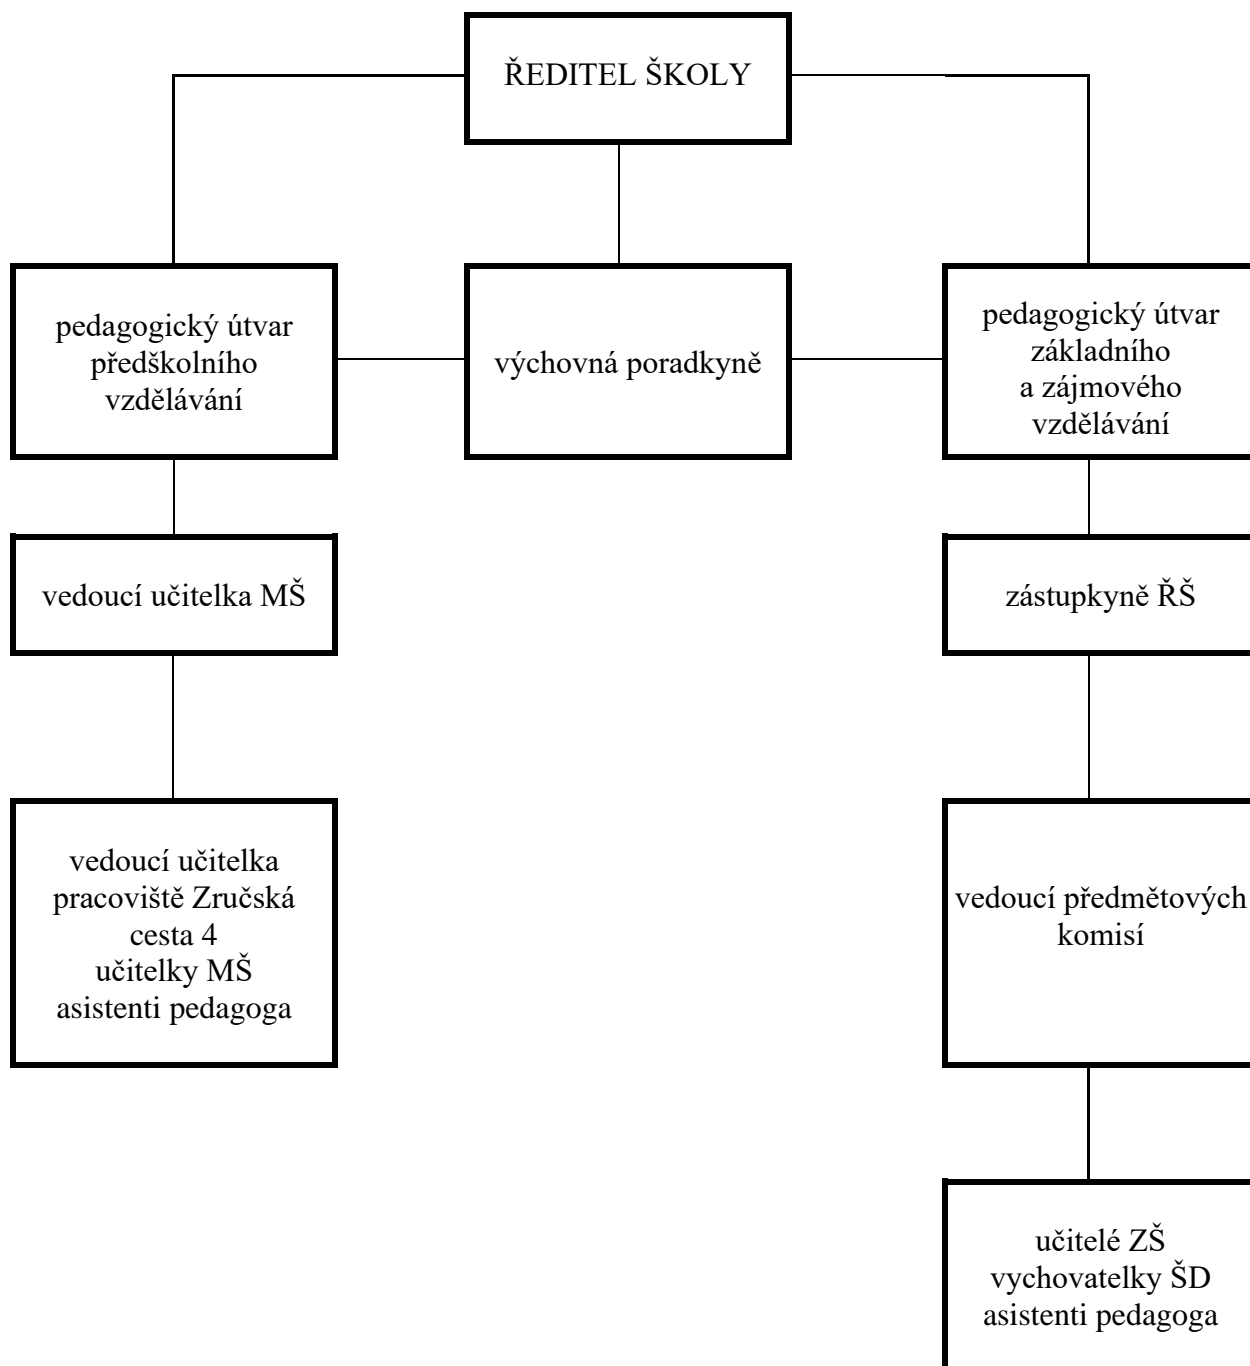 ŘEDITEL ŠKOLY
pedagogický útvar
předškolního
vzdělávání
výchovná poradkyně
pedagogický útvar
základního
a zájmového
vzdělávání
vedoucí učitelka MŠ
zástupkyně ŘŠ
vedoucí učitelka
pracoviště Zručská
cesta 4
učitelky MŠ
asistenti pedagoga
vedoucí předmětových
komisí
učitelé ZŠ
vychovatelky ŠD
asistenti pedagoga